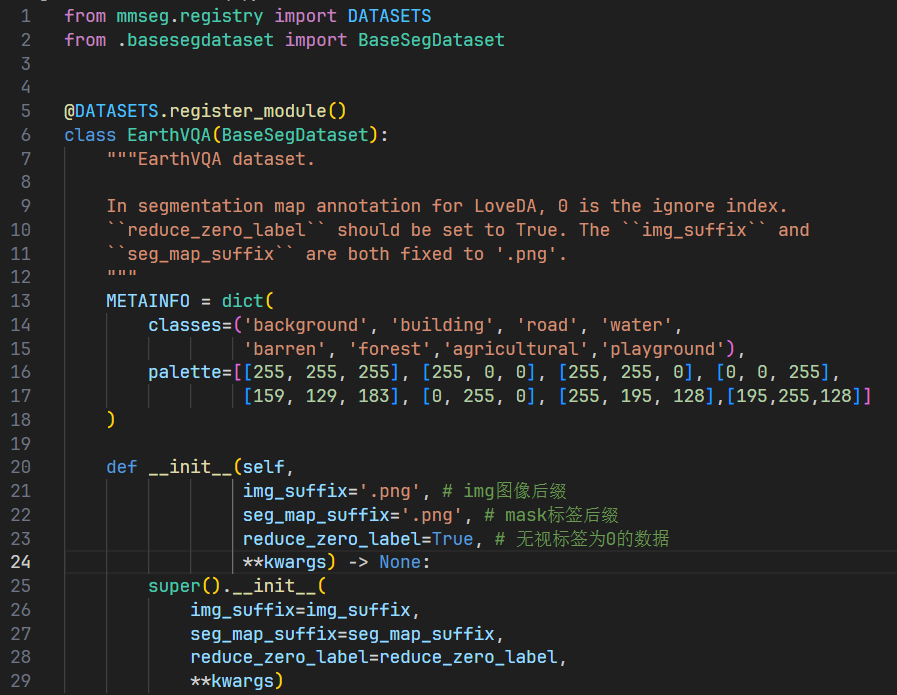 1 from mmseg.registry import DATASETS
2 from .basesegdataset import BaseSegDataset
3
4
5 @DATASETS.register_module()
6 class EarthVQA(BaseSegDataset):
7     """EarthVQA dataset.
8
9     In segmentation map annotation for LoveDA, 0 is the ignore index.
10     ``reduce_zero_label`` should be set to True. The ``img_suffix`` and
11     ``seg_map_suffix`` are both fixed to '.png'.
12     """
13     METAINFO = dict(
14         classes=('background', 'building', 'road', 'water',
15                  'barren', 'forest','agricultural','playground'),
16         palette=[[255, 255, 255], [255, 0, 0], [255, 255, 0], [0, 0, 255],
17                  [159, 129, 183], [0, 255, 0], [255, 195, 128],[195,255,128]]
18     )
19
20     def __init__(self,
21                  img_suffix='.png', # img图像后缀
22                  seg_map_suffix='.png', # mask标签后缀
23                  reduce_zero_label=True, # 无视标签为0的数据
24                  **kwargs) -> None:
25         super().__init__(
26             img_suffix=img_suffix,
27             seg_map_suffix=seg_map_suffix,
28             reduce_zero_label=reduce_zero_label,
29             **kwargs)